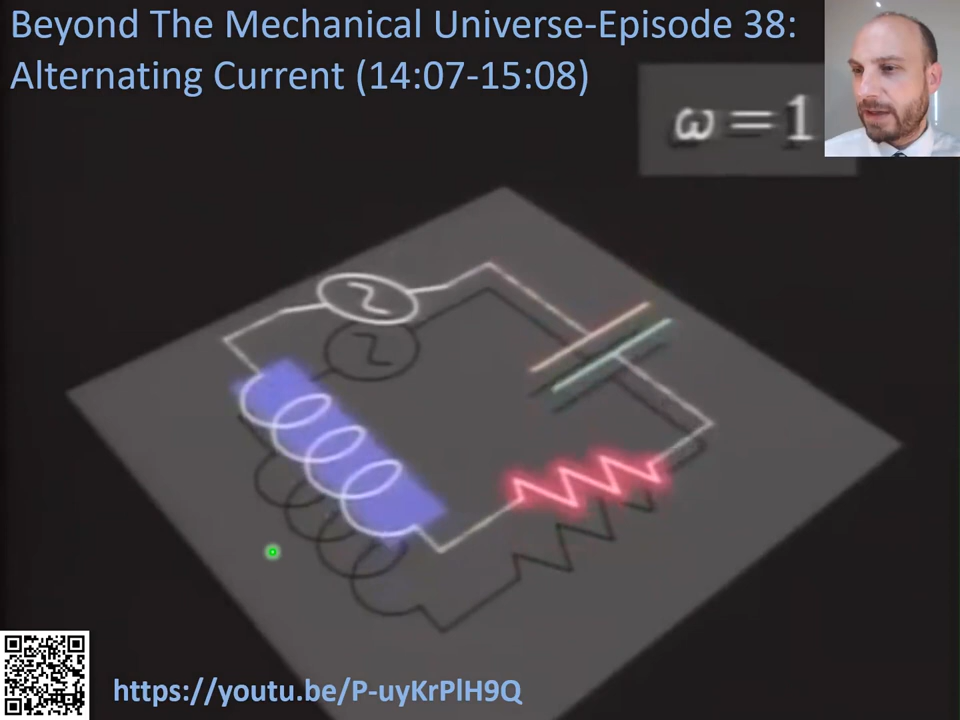 Beyond The Mechanical Universe-Episode 38:
Alternating Current (14:07-15:08)
ω = 1
https://youtu.be/P-uyKrPlH9Q